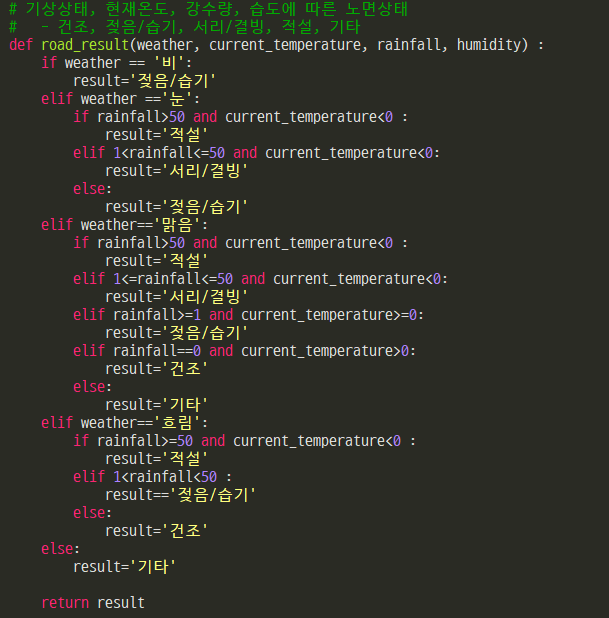 # 기상상태, 현재온도, 강수량, 습도에 따른 노면상태
#   - 건조, 젖음/습기, 서리/결빙, 적설, 기타
def road_result(weather, current_temperature, rainfall, humidity) :
    if weather == '비':
        result='젖음/습기'
    elif weather =='눈':
        if rainfall>50 and current_temperature<0 :
            result='적설'
        elif 1<rainfall<=50 and current_temperature<0:
            result='서리/결빙'
        else:
            result='젖음/습기'
    elif weather=='맑음':
        if rainfall>50 and current_temperature<0 :
            result='적설'
        elif 1<=rainfall<=50 and current_temperature<0:
            result='서리/결빙'
        elif rainfall>=1 and current_temperature>=0:
            result='젖음/습기'
        elif rainfall==0 and current_temperature>0:
            result='건조'
        else:
            result='기타'
    elif weather=='흐림':
        if rainfall>=50 and current_temperature<0 :
            result='적설'
        elif 1<rainfall<50 :
            result=='젖음/습기'
        else:
            result='건조'
    else:
        result='기타'

    return result